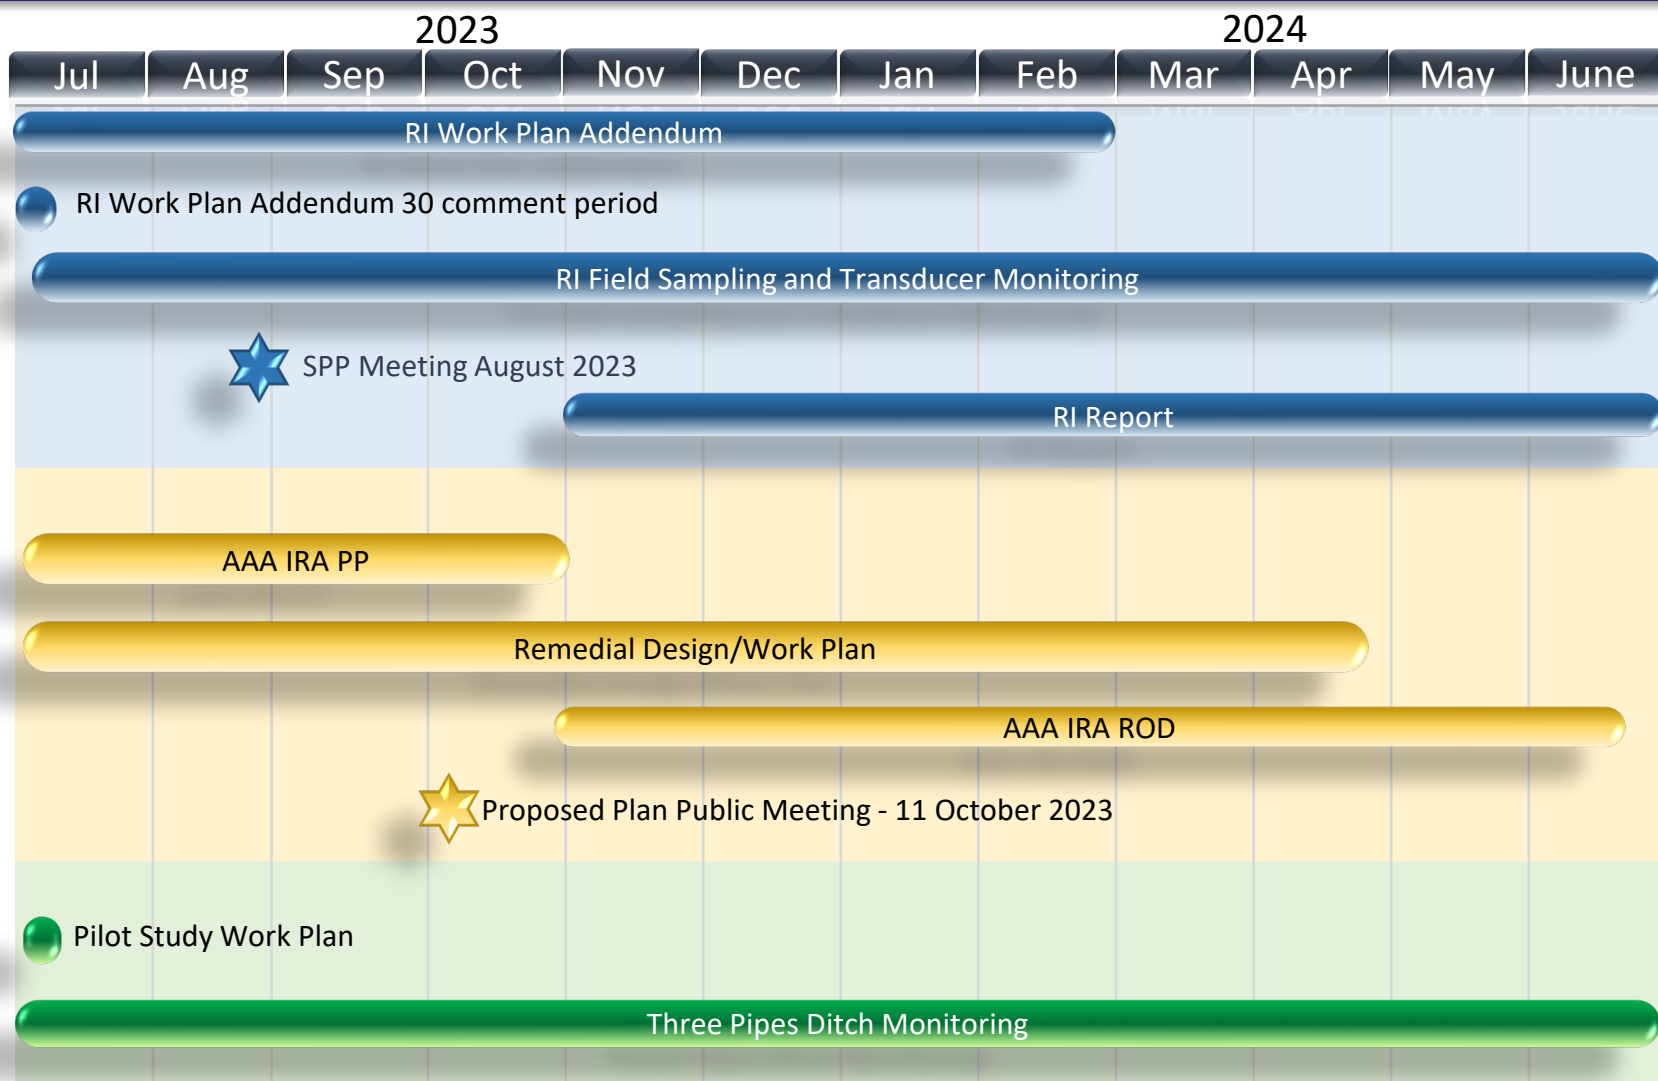 2023 2024
Jul Aug Sep Oct Nov Dec Jan Feb Mar Apr May June
RI Work Plan Addendum
RI Work Plan Addendum 30 comment period
RI Field Sampling and Transducer Monitoring
SPP Meeting August 2023
RI Report
AAA IRA PP
Remedial Design/Work Plan
AAA IRA ROD
Proposed Plan Public Meeting - 11 October 2023
Pilot Study Work Plan
Three Pipes Ditch Monitoring